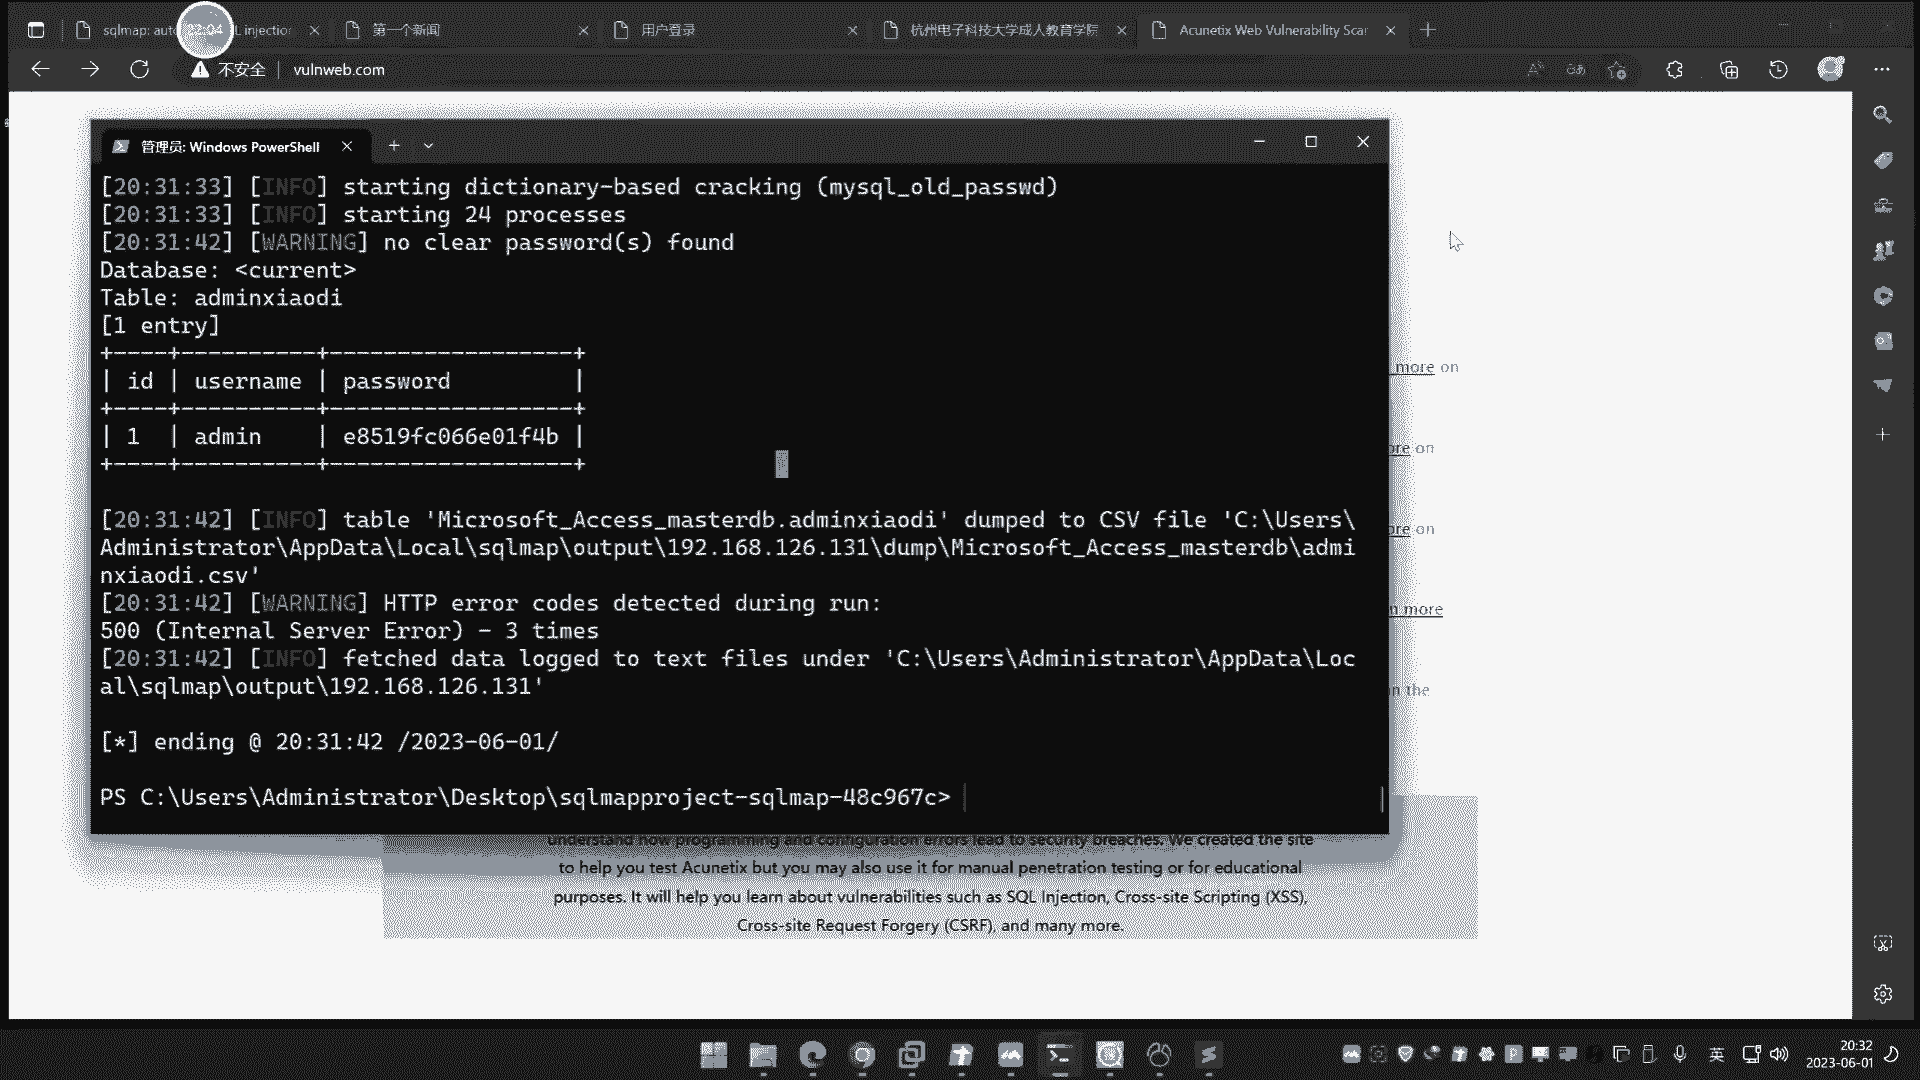 sqlmap: auto
22:04
L injection
第一个新闻
用户登录
杭州电子科技大学成人教育学院
Acunetix Web Vulnerability Scar
不安全
vulnweb.com
管理员: Windows PowerShell
[20:31:33] [INFO] starting dictionary-based cracking (mysql_old_passwd)
[20:31:33] [INFO] starting 24 processes
[20:31:42] [WARNING] no clear password(s) found
Database: <current>
Table: adminxiaodi
[1 entry]
+----+----------+------------------+
| id | username | password         |
+----+----------+------------------+
| 1  | admin    | e8519fc066e01f4b |
+----+----------+------------------+
[20:31:42] [INFO] table 'Microsoft_Access_masterdb.adminxiaodi' dumped to CSV file 'C:\Users\
Administrator\AppData\Local\sqlmap\output\192.168.126.131\dump\Microsoft_Access_masterdb\admi
nxiaodi.csv'
[20:31:42] [WARNING] HTTP error codes detected during run:
500 (Internal Server Error) - 3 times
[20:31:42] [INFO] fetched data logged to text files under 'C:\Users\Administrator\AppData\Loc
al\sqlmap\output\192.168.126.131'
[*] ending @ 20:31:42 /2023-06-01/
PS C:\Users\Administrator\Desktop\sqlmapproject-sqlmap-48c967c>
more on
ore on
ore on
n more
n the
understand how programming and configuration errors lead to security breaches. We created the site
to help you test Acunetix but you may also use it for manual penetration testing or for educational
purposes. It will help you learn about vulnerabilities such as SQL Injection, Cross-site Scripting (XSS),
Cross-site Request Forgery (CSRF), and many more.
英
20:32
2023-06-01